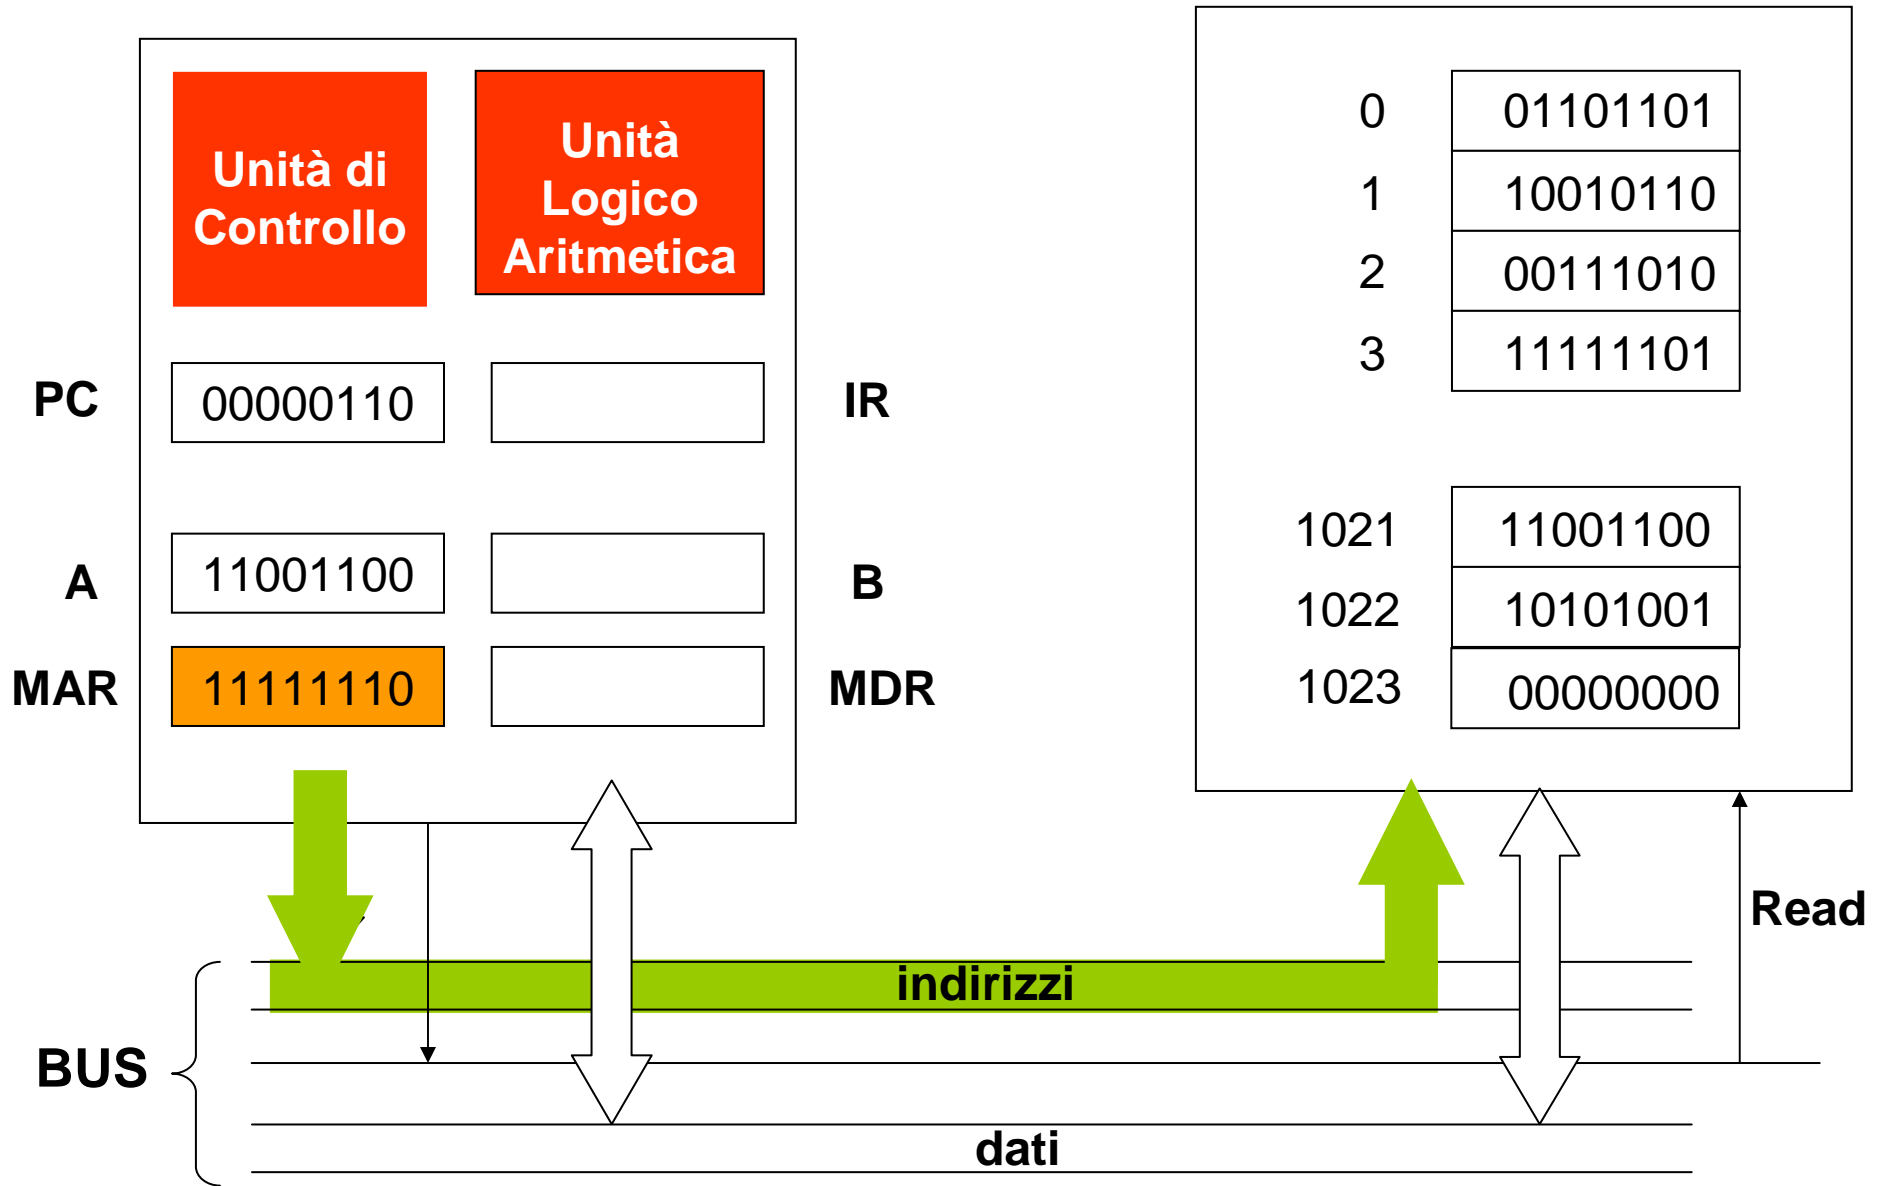 Unità di
Controllo
Unità
Logico
Aritmetica
PC
00000110
IR
A
11001100
B
MAR
11111110
MDR
0
01101101
1
10010110
2
00111010
3
11111101
1021
11001100
1022
10101001
1023
00000000
Read
indirizzi
BUS
dati